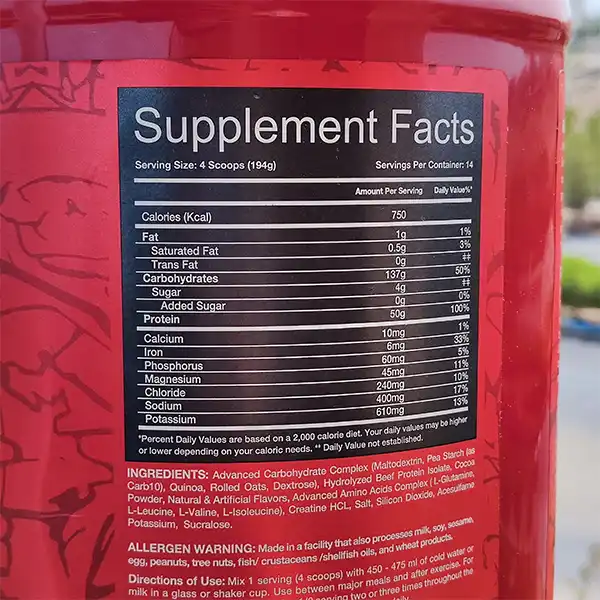 Supplement Facts
Serving Size: 4 Scoops (194g) Servings Per Container: 14
Amount Per Serving Daily Value%*
Calories (Kcal) 750
Fat 1g 1%
Saturated Fat 0.5g 3%
Trans Fat 0g ‡‡
Carbohydrates 137g 50%
Sugar 4g ‡‡
Added Sugar 0g 0%
Protein 50g 100%
Calcium 10mg 1%
Iron 6mg 33%
Phosphorus 60mg 5%
Magnesium 45mg 11%
Chloride 240mg 10%
Sodium 400mg 17%
Potassium 610mg 13%
*Percent Daily Values are based on a 2,000 calorie diet. Your daily values may be higher
or lower depending on your caloric needs. ‡‡ Daily Value not established.
INGREDIENTS: Advanced Carbohydrate Complex (Maltodextrin, Pea Starch (as
Carb10), Quinoa, Rolled Oats, Dextrose), Hydrolyzed Beef Protein Isolate, Cocoa
Powder, Natural & Artificial Flavors, Advanced Amino Acids Complex (L-Glutamine,
L-Leucine, L-Valine, L-Isoleucine), Creatine HCL, Salt, Silicon Dioxide, Acesulfame
Potassium, Sucralose.
ALLERGEN WARNING: Made in a facility that also processes milk, soy, sesame,
egg, peanuts, tree nuts, fish/ crustaceans /shellfish oils, and wheat products.
Directions of Use: Mix 1 serving (4 scoops) with 450 - 475 ml of cold water or
milk in a glass or shaker cup. Use between major meals and after exercise. For
serving two or three times throughout the